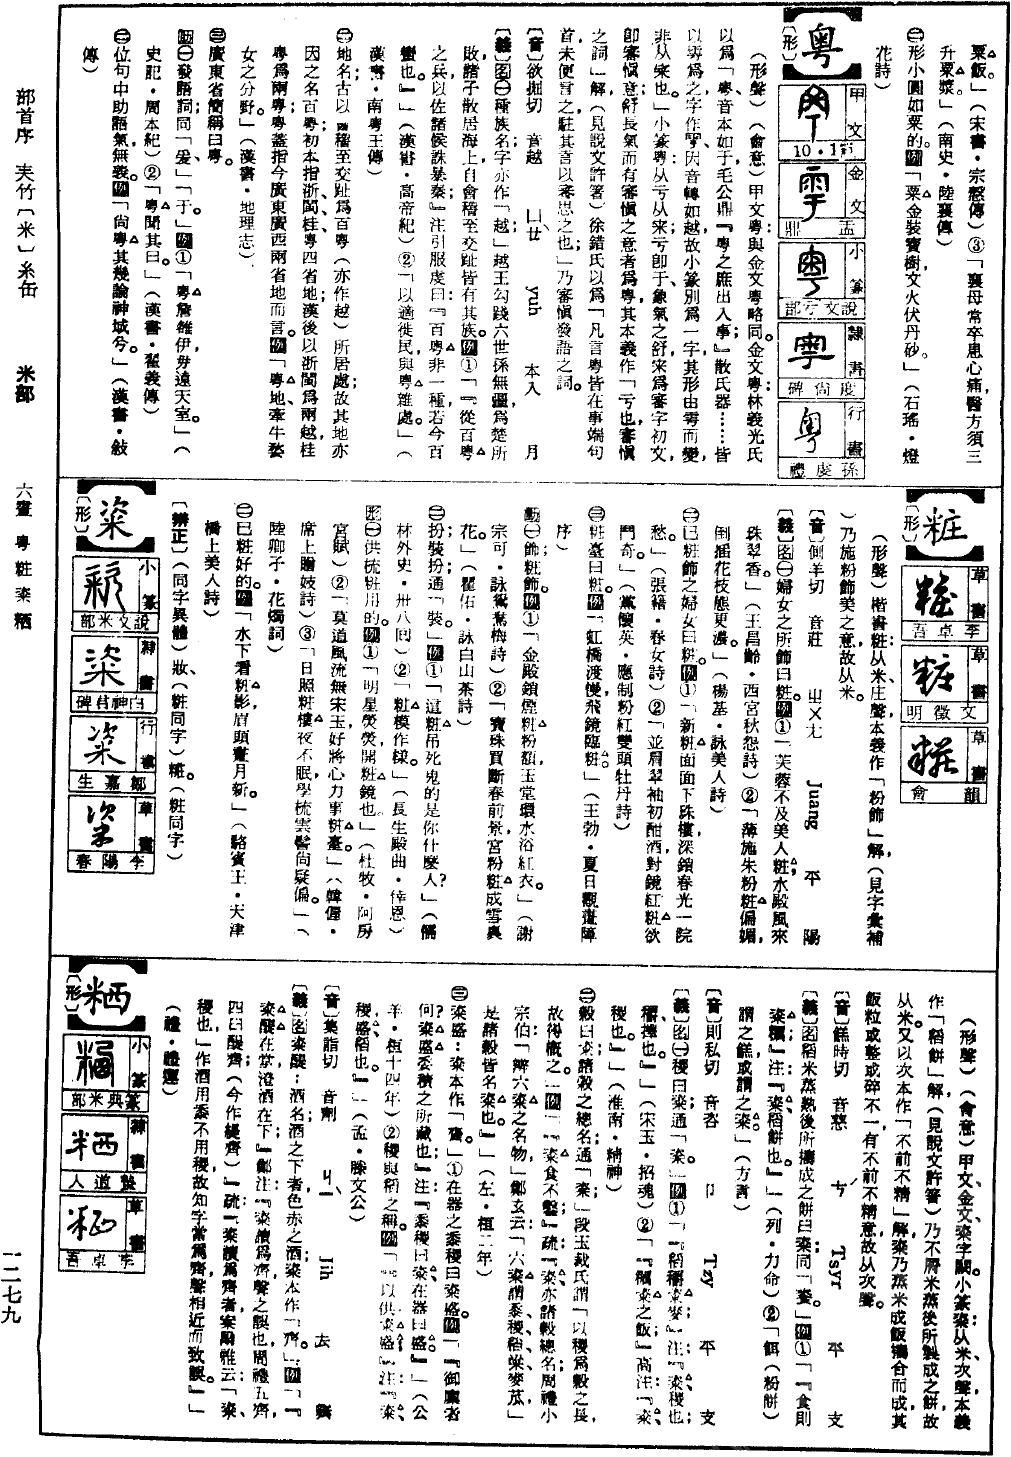 粟飯。」（宋書・宗愨傳）③「襄母常卒患心痛,醫方須三
升粟漿。」（南史・陸襄傳）
㊂形小圓如粟的。例「粟金裝寶樹,文火伏丹砂。」（石瑤・燈
花詩）
粵
〔形〕
甲文
金文 盂鼎
小篆 說文亏部
隸書 度尚碑
行書 孫虔禮
（形聲）（會意）甲文粵與金文粵略同。金文粵林義光氏
以為「粵音本如于,毛公鼎『粵之庶出入事』,散氏器……皆
以雩為之,字作雩,因音轉如越,故小篆別為一字,其形由雩而變,
非从宷也。」小篆粵从亏从宷,亏卽于,象氣之舒,宷為審字初文,
卽審愼意,舒長氣而有審愼之意者為粵,其本義作「亏也,審愼
之詞」解（見說文許著）徐鍇氏以為「凡言粵皆在事端句
首,未便言之,駐其言以審思之也」,乃審愼發語之詞。
〔音〕欲掘切 音越 ㄩㄝˋ yuh 本入 月
〔義〕名㊀種族名,字亦作「越」,越王勾踐六世係無疆為楚所
敗,諸子散居海上,自會稽至交趾皆有其族。例①「『從百粵
之兵,以佐諸侯誅暴秦』注引服虔曰『百粵非一種,若今百
蠻也。』」（漢書・高帝紀）②「以適徙民與粵雜處。」（
漢書・南粵王傳）
㊁地名:古以會稽至交趾為百粵（亦作越）所居處,故其地亦
因之名百粵,初本指浙、閩、桂、粵四省地;漢後以浙閩為兩越,桂
粵為兩粵;粵蓋指今廣東廣西兩省地而言。例「粵地,牽牛、婺
女之分野。」（漢書・地理志）
㊂廣東省簡稱曰粵。
助㊀發語詞,同「爰」「于」。例①「粵詹雒伊,毋遠天室。」（
史記・周本紀）②「粵聞其日。」（漢書・翟義傳）
㊁位句中助語氣,無義。例「尚粵其幾,論神域兮。」（漢書・敍
傳）
粧
〔形〕
草書 李卓吾
草書 文徵明
草書 韻會
（形聲）楷書粧:从米,庄聲,本義作「粉飾」解（見字彙補
）乃施粉飾美之意,故从米。
〔音〕側羊切 音莊 ㄓㄨㄤ Juang 平 陽
〔義〕名㊀婦女之所飾曰粧。例①「芙蓉不及美人粧,水殿風來
珠翠香。」（王昌齡・西宮秋怨詩）②「薄施朱粉粧偏媚,
倒插花枝態更濃。」（楊基・詠美人詩）
㊁已粧飾之婦女曰粧。例①「新粧面面下珠樓,深鎖春光一院
愁。」（張籍・春女詩）②「並肩翠袖初酣酒,對鏡紅粧欲
鬥奇。」（黨懷英・應制粉紅雙頭牡丹詩）
㊂粧臺曰粧。例「虹橋渡慢,飛鏡臨粧。」（王勃・夏日觀畫障
序）
動㊀飾粧飾。例①「金殿鎖煙粧粉額,玉堂環水浴紅衣。」（謝
宗可・詠鴛鴦梅詩）②「寶珠買斷春前景,宮粉粧成雪裏
花。」（瞿佑・詠白山茶詩）
㊁扮裝;扮;通「裝。」例①「這粧吊死鬼的是你什麼人?」（儒
林外史・卅八回）②「粧模作樣。」（長生殿曲・倖恩）
形㊀供梳粧用的。例①「明星熒熒,開粧鏡也。」（杜牧・阿房
宮賦）②「莫道風流無宋玉,好將心力事粧臺。」（韓偓・
席上贈妓詩）③「日照粧樓夜不眠,學梳雲髻尚疑偏。」（
陸卿子・花燭詞）
㊁已粧好的。例「水下看粧影,眉頭畫月新。」（駱賓王・天津
橋上美人詩）
〔辨正〕（同字異體）妝、（粧同字）糚。（粧同字）
粢
〔形〕
小篆 說文米部
隸書 白神君碑
行書 鄒嘉生
草書 李陽春
（形聲）（會意）甲文、金文粢字闕。小篆粢:从米,次聲,本義
作「稻餅」解（見說文許著）乃不屑米,蒸後所製成之餅,故
从米。又以次本作「不前不精」解,粢乃蒸米成飯,擣合而成,其
飯粒或整或碎,不一,有不前不精意,故从次聲。
〔音〕餈時切 音慈 ㄘˊ Tsyr 平 支
〔義〕名稻米蒸熟後所擣成之餅曰粢,同「餈。」例①「『食則
粢糲』注『粢,稻餅也。』」（列・力命）②「餌（粉餅）
謂之餻,或謂之粢。」（方言）
〔音〕則私切 音咨 ㄗ Tzy 平 支
〔義〕名㊀稷曰粢,通「粢」。例①「『稻粢穱麥』注『粢,稷也;
穱,擇也。』」（宋玉・招魂）②「『糲粢之飯』高注『粢,
稷也。』」（淮南・精神）
㊁穀曰粢,諸穀之總名,通「粢」,段玉裁氏謂「以稷為穀之長,
故得概之。」例「『粢食不鑿』疏『粢亦諸穀總名,周禮小
宗伯「辨六粢之名物」鄭玄云「六粢謂黍、稷、稻、粱、麥、苽」
是諸穀皆名粢也。』」（左・桓二年）
㊂粢盛:粢本作「齍。」①在器之黍稷曰粢盛。例「『御廩者
何?粢盛委積之所藏也』注『黍稷曰粢,在器曰盛。』」（公
羊・桓十四年）②稷與稻之稱。例「『以供粢盛』注『粢,
稷;盛,稻也。』」（孟・滕文公）
〔音〕集詣切 音劑 ㄐㄧˋ Jih 去 霽
〔義〕名粢醍:酒名,酒之下者,色赤之酒,粢本作「齊。」例「『
粢醍在堂,澄酒在下』鄭注『粢讀為齊,聲之誤也,周禮五齊,
四曰醍齊（今作緹齊）』疏『粢讀為齊者,案爾雅云:「粢,
稷也」作酒用黍不用稷,故知字當為齊,聲相近而致誤。』」
（禮・禮運）
粞
〔形〕
小篆 篆典米部
隸書
草書 李卓吾
部首序
竹〔米〕糸缶
米部
六畫 粵粧粢粞
一二七九